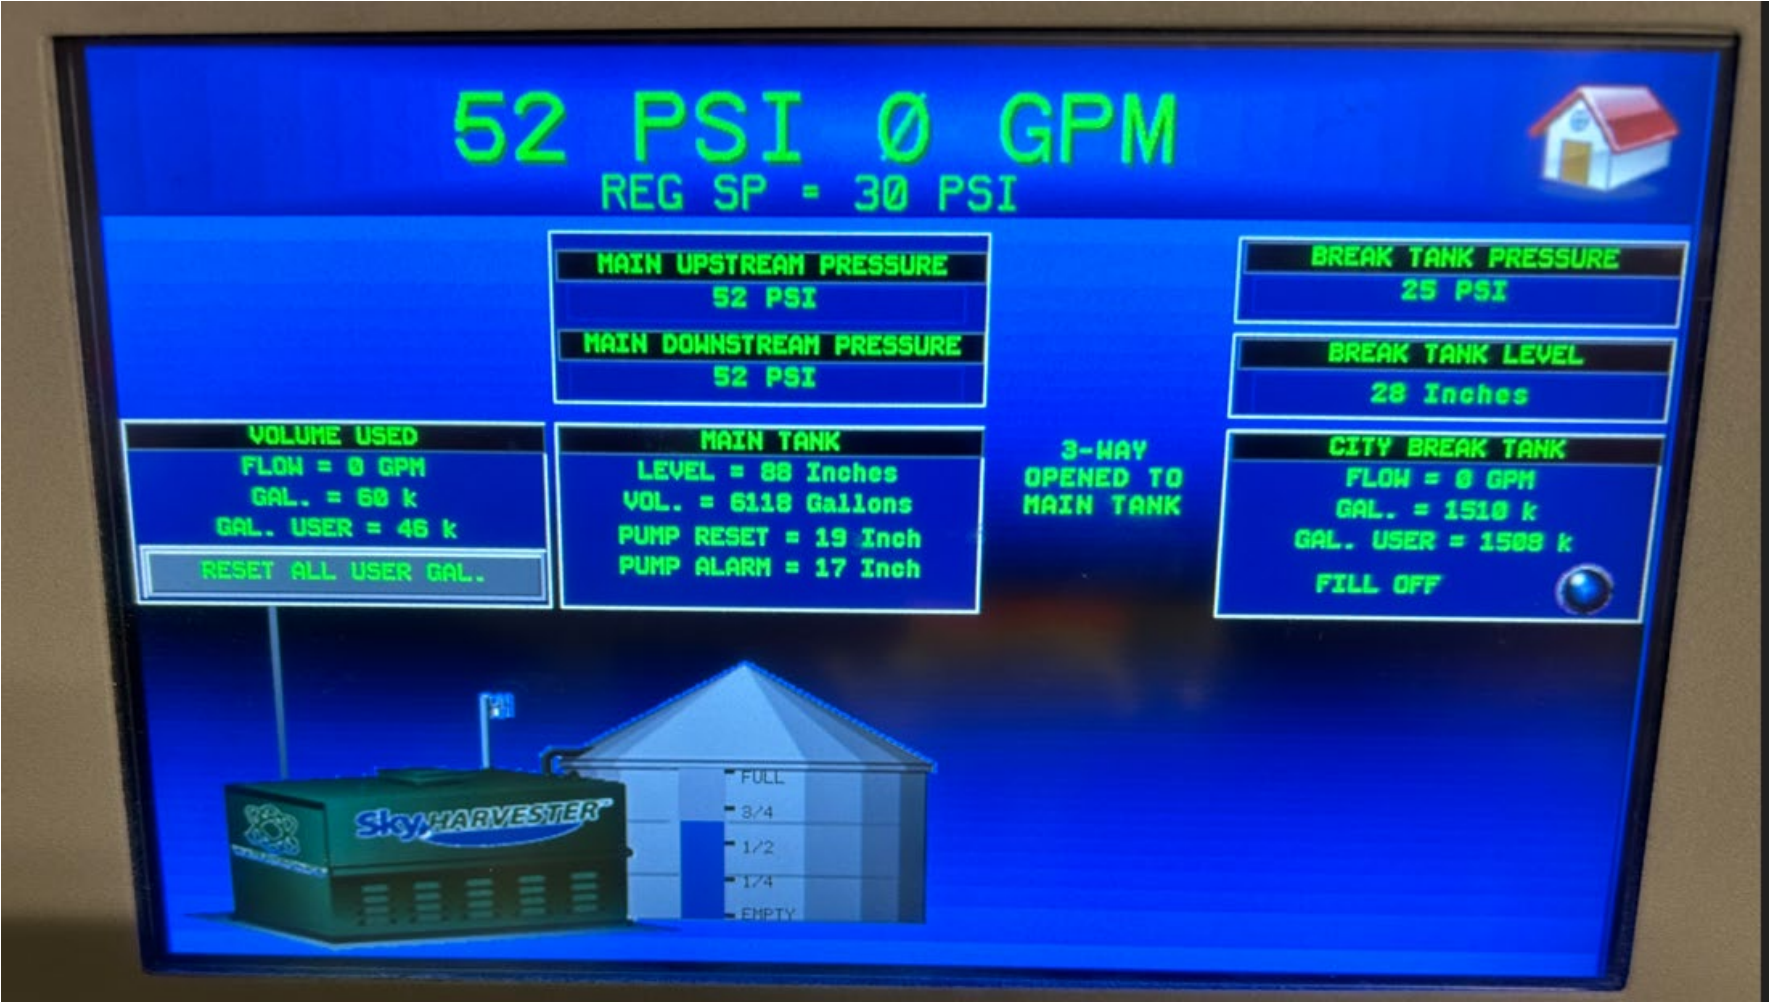 52 PSI 0 GPM
REG SP = 30 PSI
MAIN UPSTREAM PRESSURE
52 PSI
MAIN DOWNSTREAM PRESSURE
52 PSI
BREAK TANK PRESSURE
25 PSI
BREAK TANK LEVEL
28 Inches
VOLUME USED
FLOW = 0 GPM
GAL. = 60 k
GAL. USER = 46 k
RESET ALL USER GAL.
MAIN TANK
LEVEL = 88 Inches
VOL. = 6118 Gallons
PUMP RESET = 19 Inch
PUMP ALARM = 17 Inch
3-WAY
OPENED TO
MAIN TANK
CITY BREAK TANK
FLOW = 0 GPM
GAL. = 1510 k
GAL. USER = 1508 k
FILL OFF
FULL
3/4
1/2
1/4
EMPTY
SkyHARVESTER™